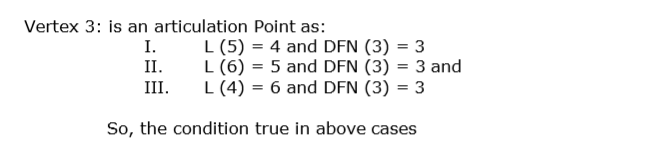 Vertex 3: is an articulation Point as:
I. L (5) = 4 and DFN (3) = 3
II. L (6) = 5 and DFN (3) = 3 and
III. L (4) = 6 and DFN (3) = 3
So, the condition true in above cases